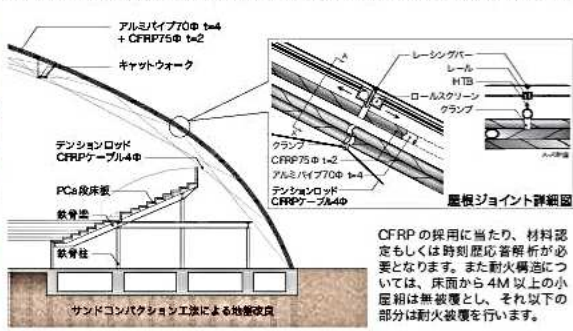 アルミパイプ70Φ t=4
+ CFRP75Φ t=2
キャットウォーク
テンションロッド
CFRPケーブル4Φ
PCa段床板
鉄骨梁
鉄骨柱
サンドコンパクション工法による地盤改良
レーシングバー
レール
HTB
ロールスクリーン
クランプ
A
A
クランプ
CFRP75Φ t=2
アルミパイプ70Φ t=4
テンションロッド
CFRPケーブル4Φ
屋根ジョイント詳細図
CFRPの採用に当たり、材料認
定もしくは時刻歴応答解析が必
要となります。また耐火構造につ
いては、床面から4M以上の小
屋組は無被覆とし、それ以下の
部分は耐火被覆を行います。